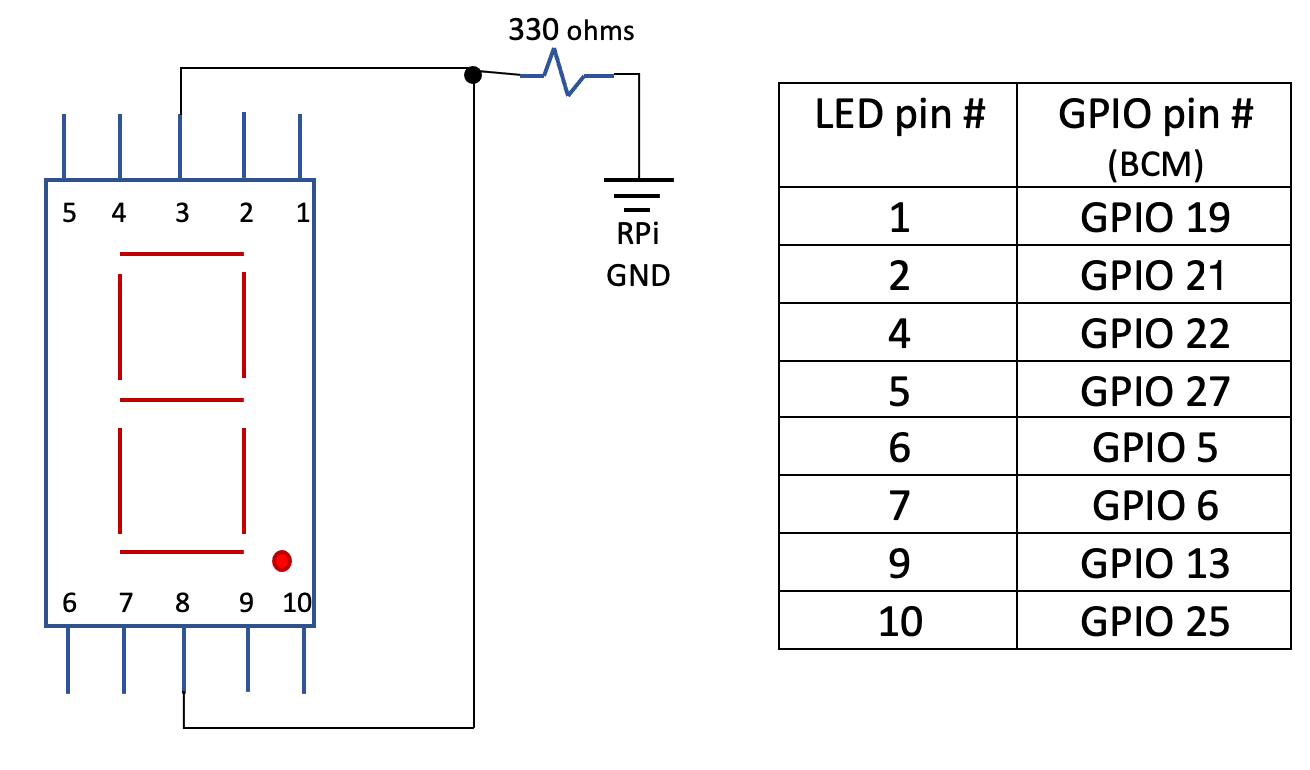 330 ohms
5 4 3 2 1
RPi
GND
6 7 8 9 10
LED pin # GPIO pin #
(BCM)
1 GPIO 19
2 GPIO 21
4 GPIO 22
5 GPIO 27
6 GPIO 5
7 GPIO 6
9 GPIO 13
10 GPIO 25